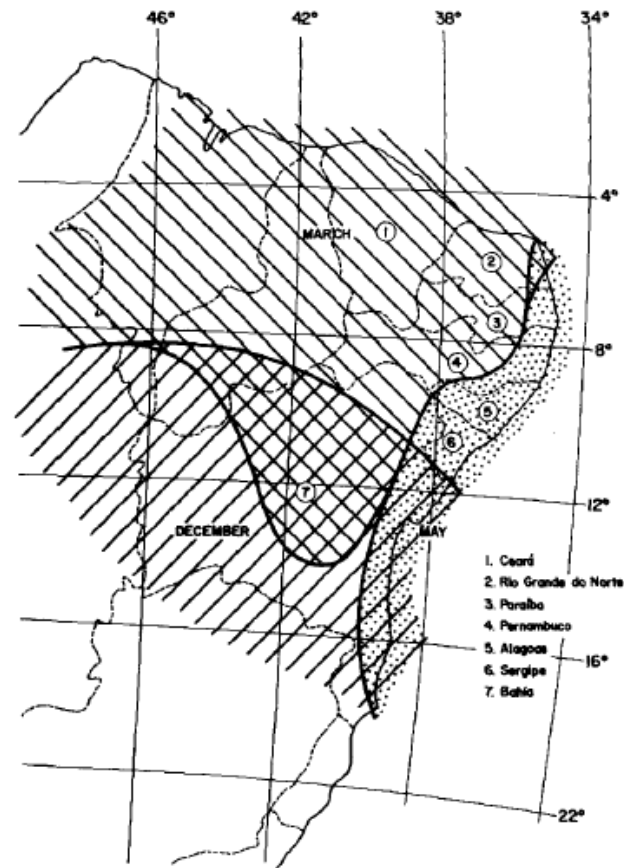 46° 42° 38° 34°
4°
MARCH
1
2
3
8°
4
5
6
7
12°
DECEMBER
MAY
1. Ceará
2. Rio Grande do Norte
3. Paraíba
4. Pernambuco
5. Alagoas
6. Sergipe
7. Bahía
16°
22°